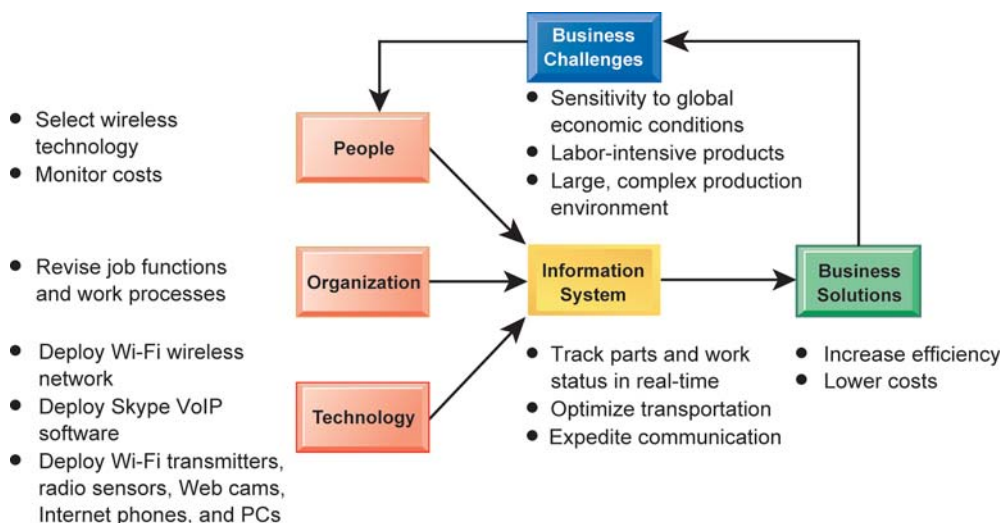 Business
Challenges
● Sensitivity to global
economic conditions
● Labor-intensive products
● Large, complex production
environment
● Select wireless
technology
● Monitor costs
People
● Revise job functions
and work processes
Organization
Information
System
Business
Solutions
● Deploy Wi-Fi wireless
network
● Deploy Skype VoIP
software
● Deploy Wi-Fi transmitters,
radio sensors, Web cams,
Internet phones, and PCs
Technology
● Track parts and work
status in real-time
● Optimize transportation
● Expedite communication
● Increase efficiency
● Lower costs